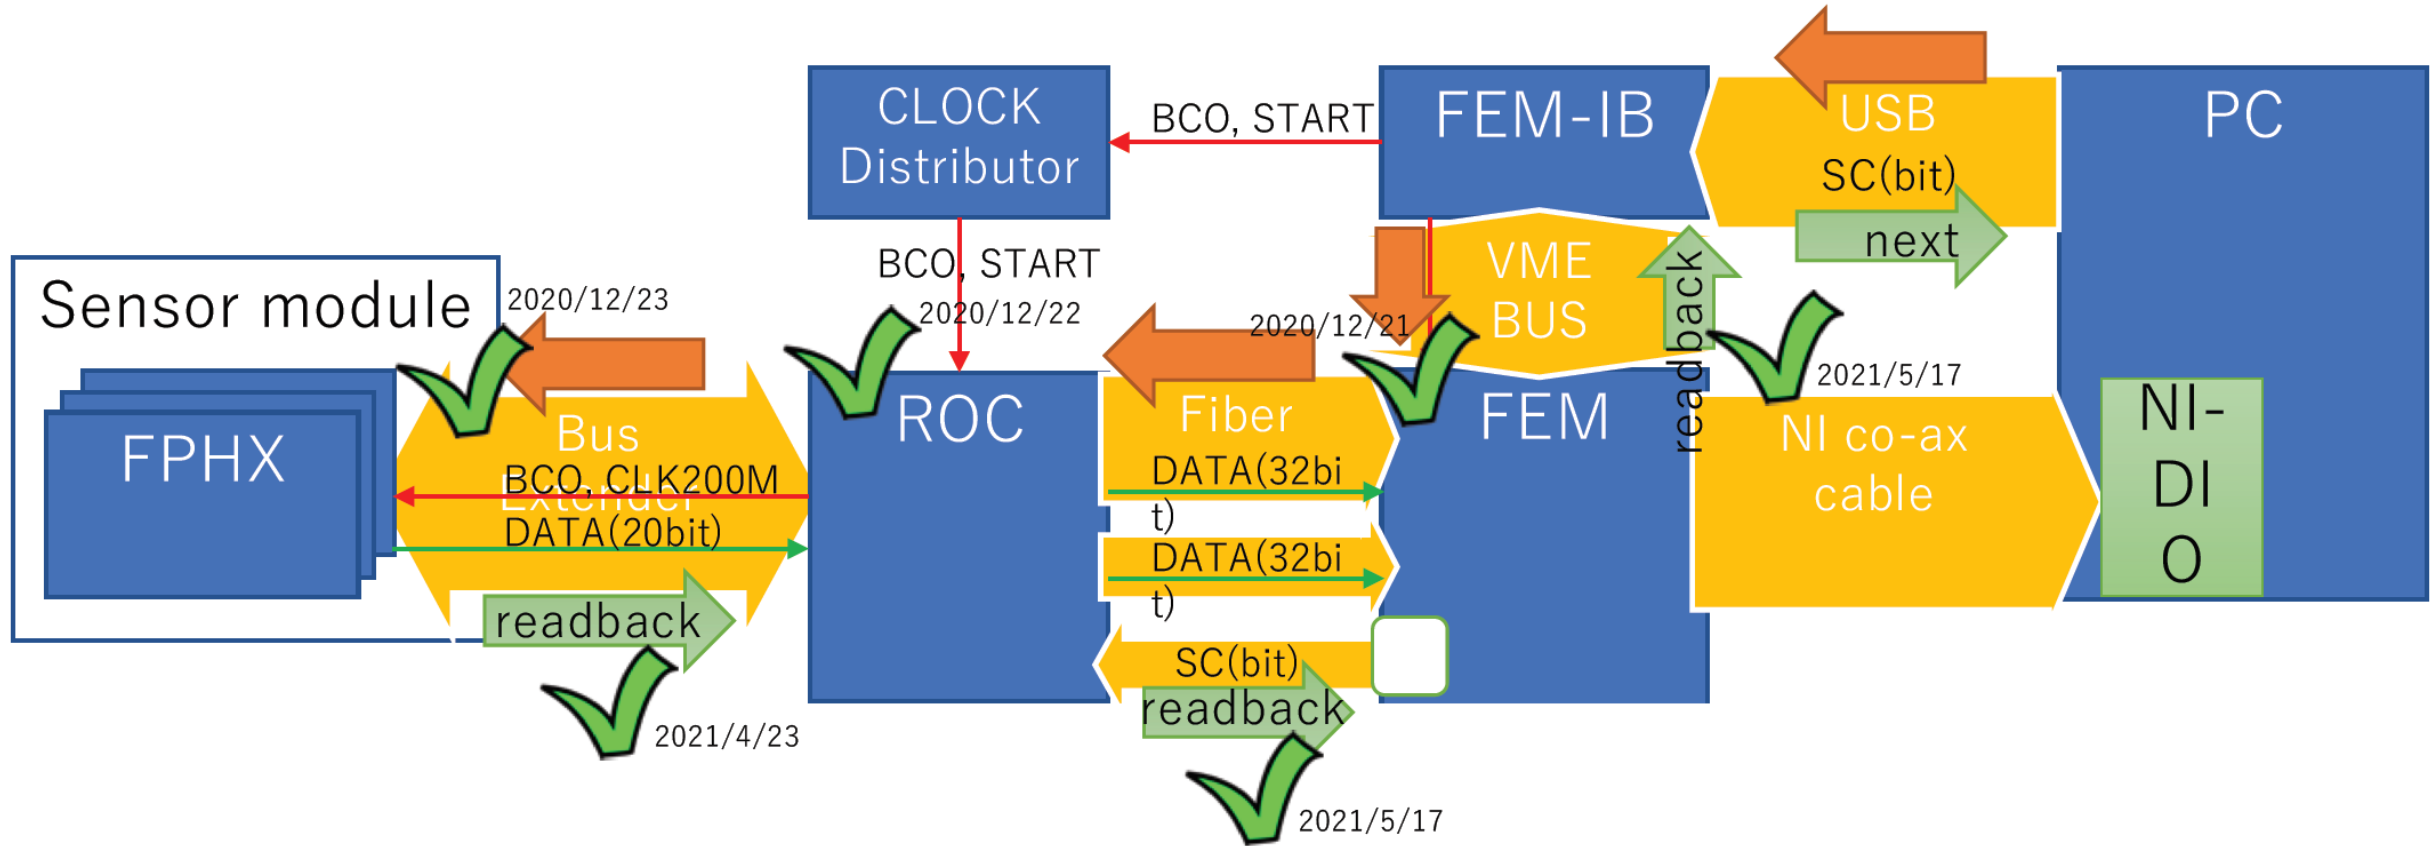 CLOCK
Distributor
BCO, START
FEM-IB
USB
SC(bit)
PC
next
BCO, START
2020/12/22
VME
BUS
readback
2020/12/21
2021/5/17
Sensor module
2020/12/23
FPHX
Bus
Extender
BCO, CLK200M
DATA(20bit)
readback
2021/4/23
ROC
Fiber
DATA(32bi
t)
DATA(32bi
t)
SC(bit)
readback
2021/5/17
FEM
NI co-ax
cable
NI-
DI
O